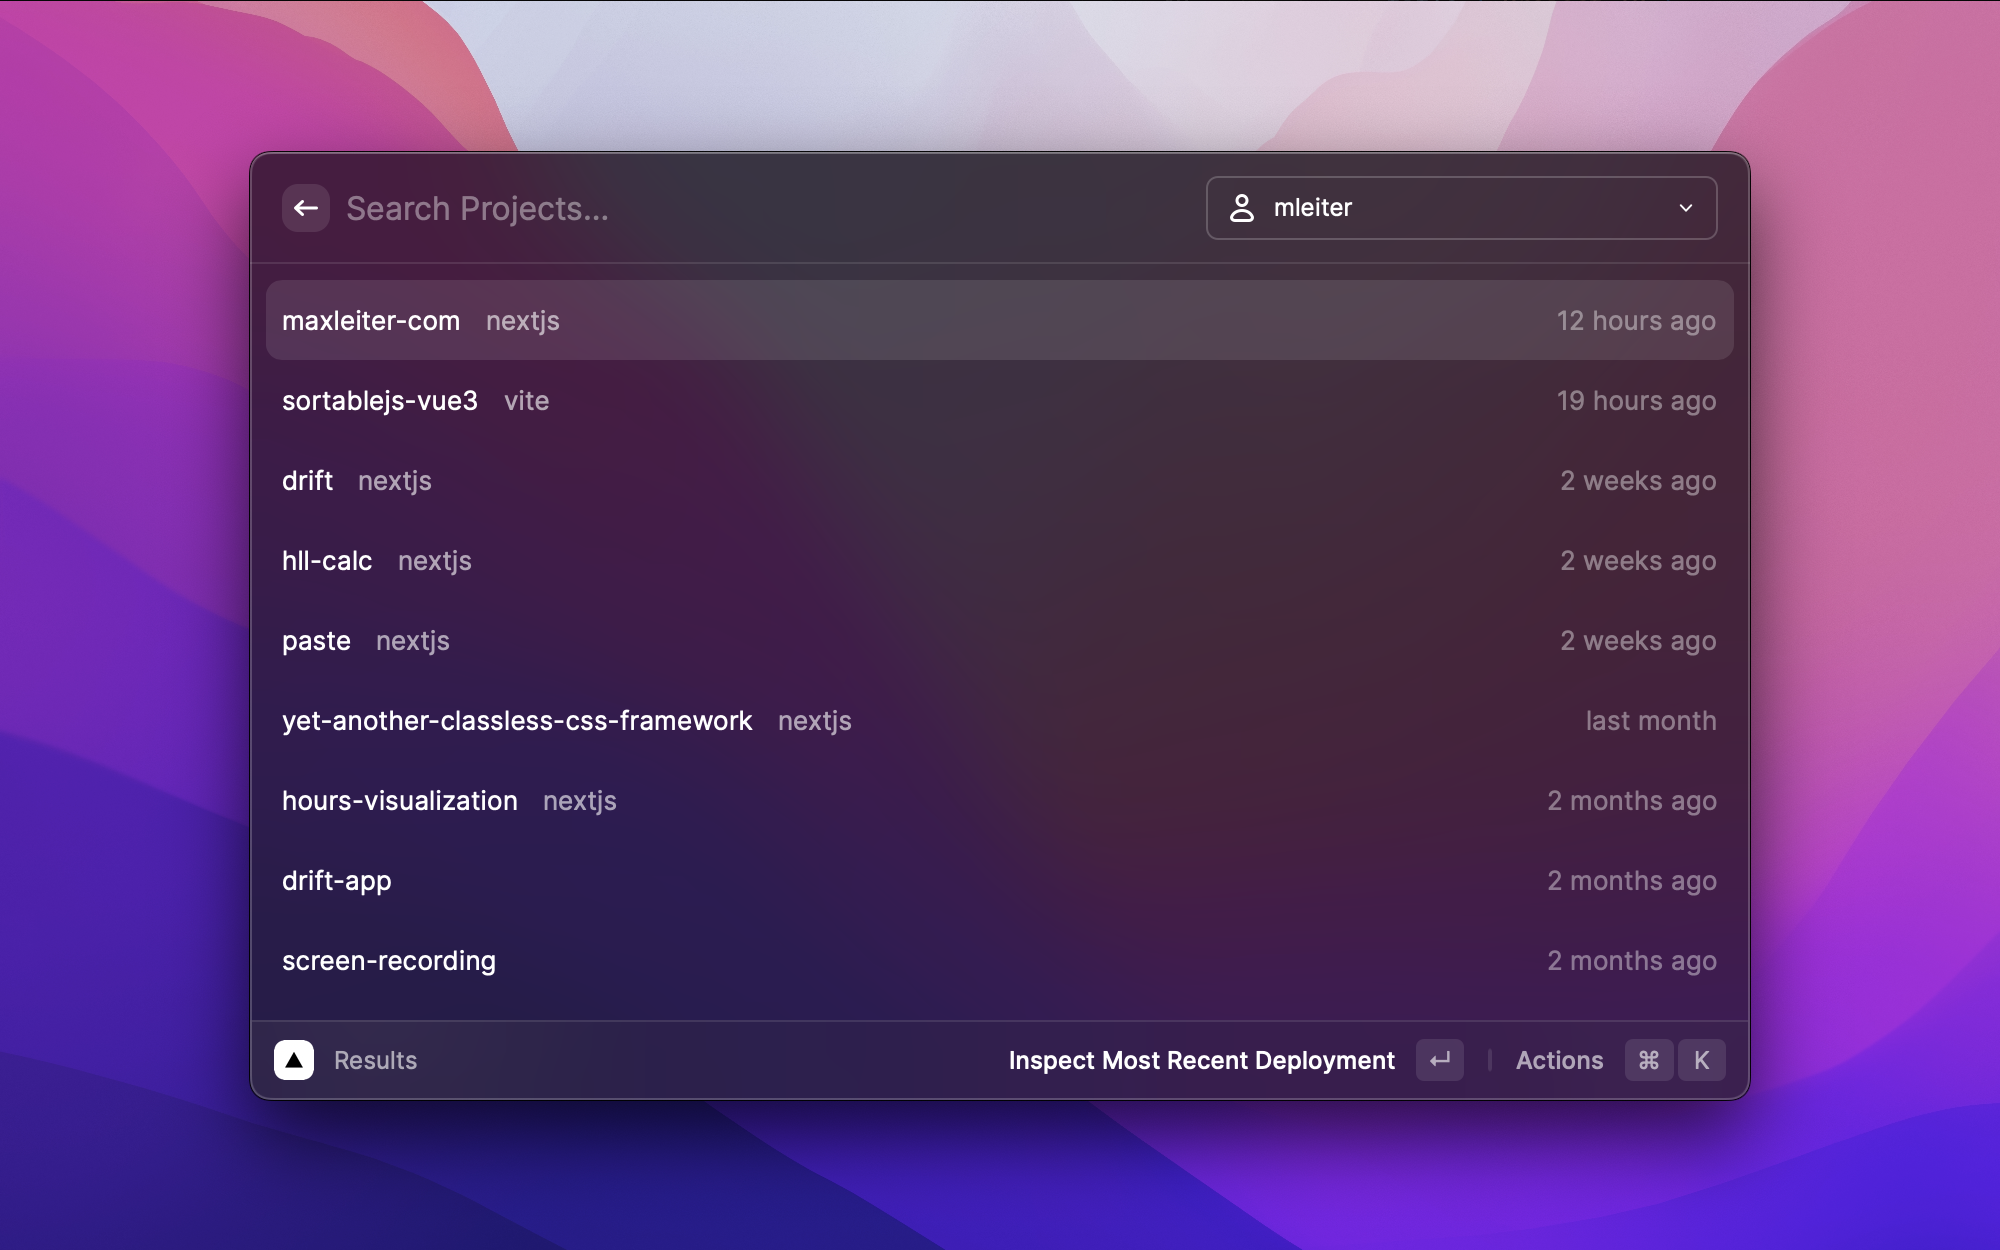 Search Projects...
mleiter
maxleiter-com nextjs 12 hours ago
sortablejs-vue3 vite 19 hours ago
drift nextjs 2 weeks ago
hll-calc nextjs 2 weeks ago
paste nextjs 2 weeks ago
yet-another-classless-css-framework nextjs last month
hours-visualization nextjs 2 months ago
drift-app 2 months ago
screen-recording 2 months ago
Results Inspect Most Recent Deployment ↵ Actions ⌘ K